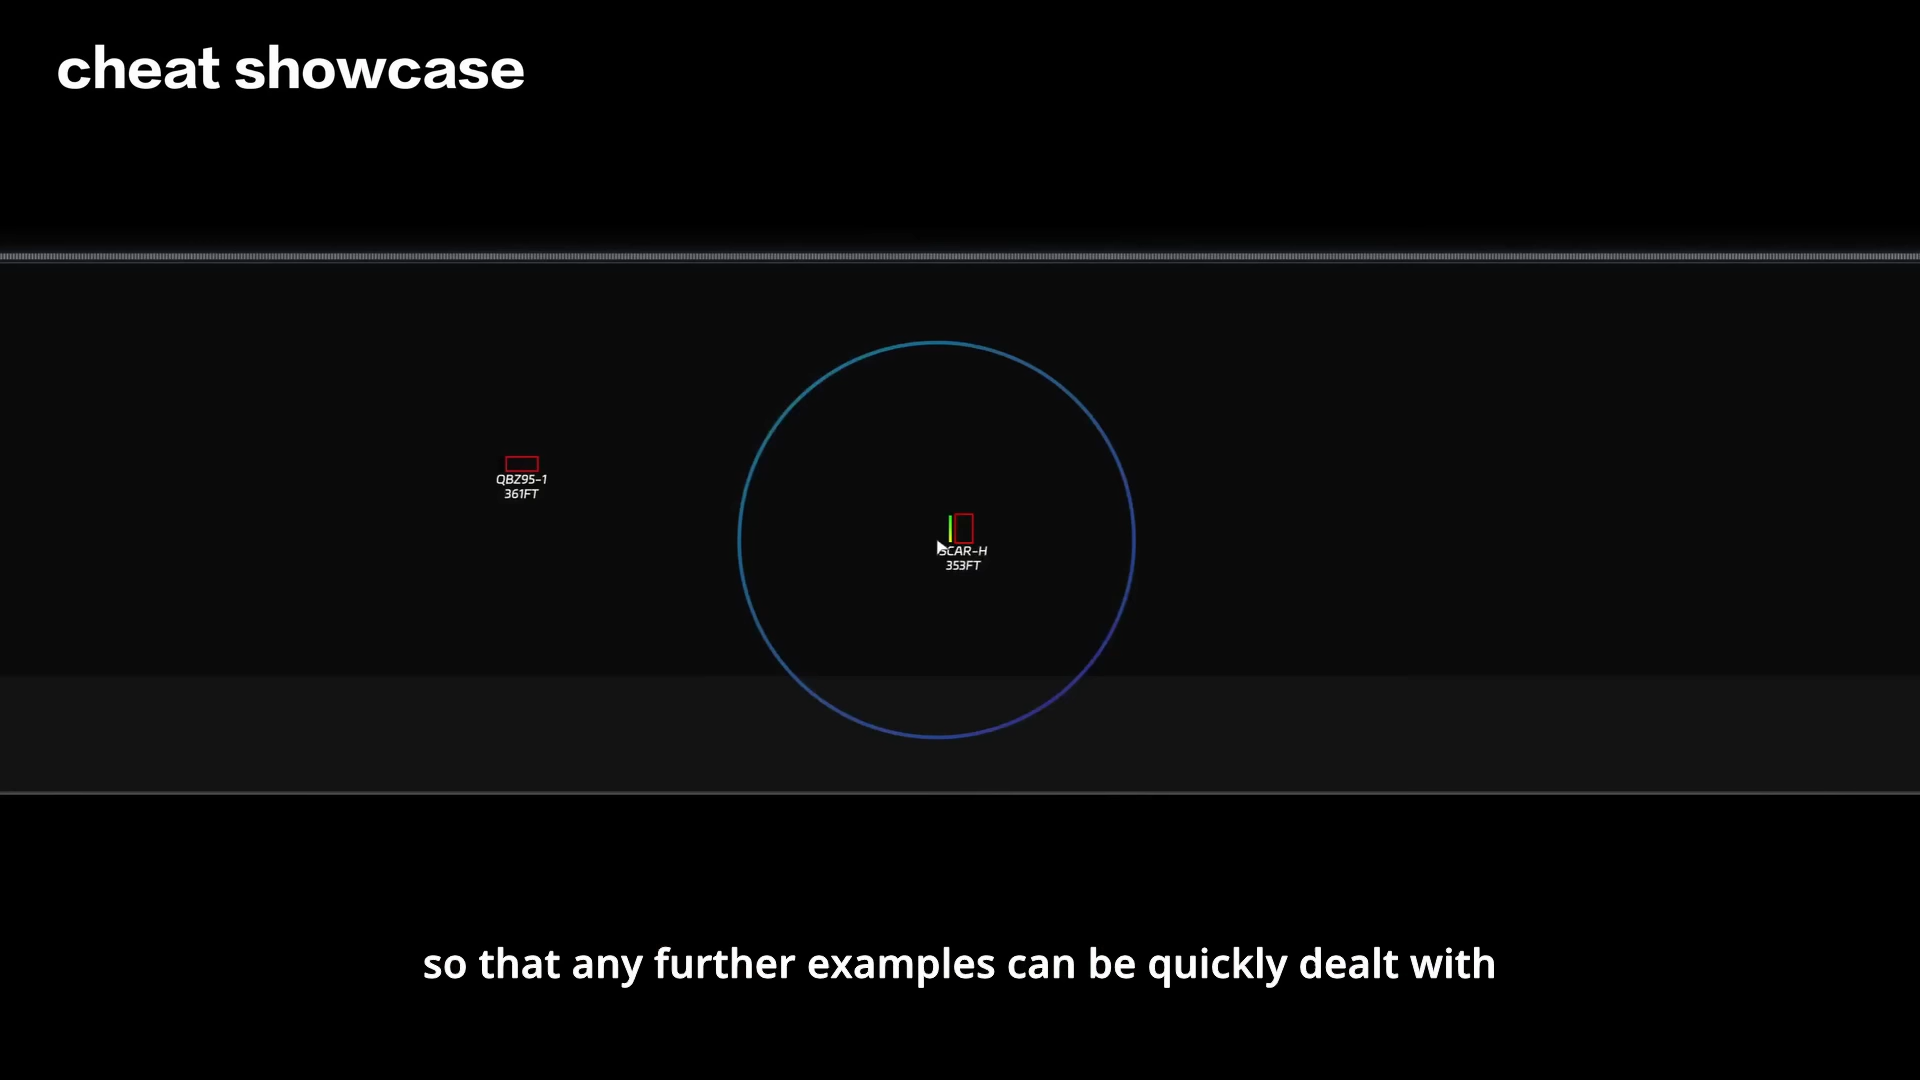 cheat showcase
QBZ95-1
361FT
SCAR-H
353FT
so that any further examples can be quickly dealt with